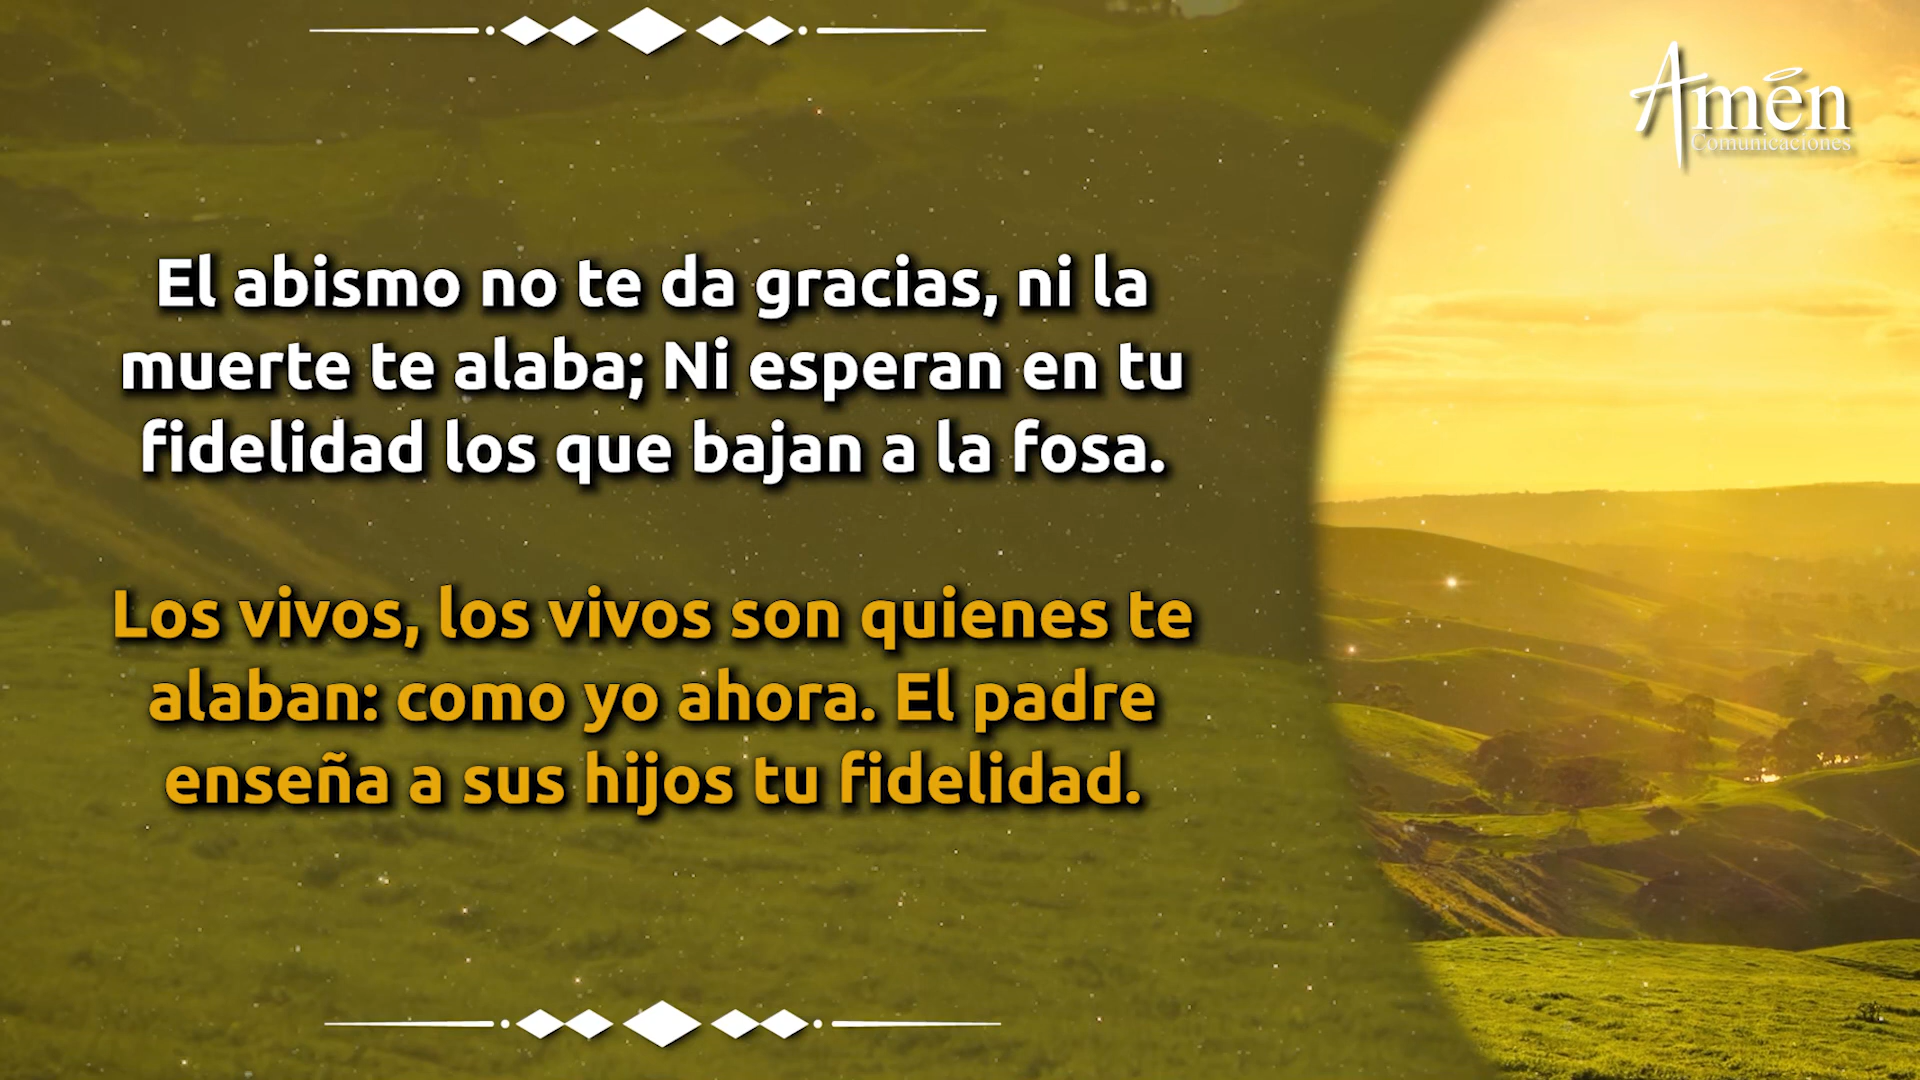 Amén
Comunicaciones
El abismo no te da gracias, ni la
muerte te alaba; Ni esperan en tu
fidelidad los que bajan a la fosa.
Los vivos, los vivos son quienes te
alaban: como yo ahora. El padre
enseña a sus hijos tu fidelidad.